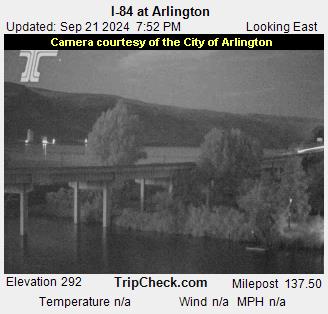 I-84 at Arlington
Updated: Sep 21 2024 7:52 PM Looking East
Camera courtesy of the City of Arlington
Elevation 292 TripCheck.com Milepost 137.50
Temperature n/a Wind n/a MPH n/a